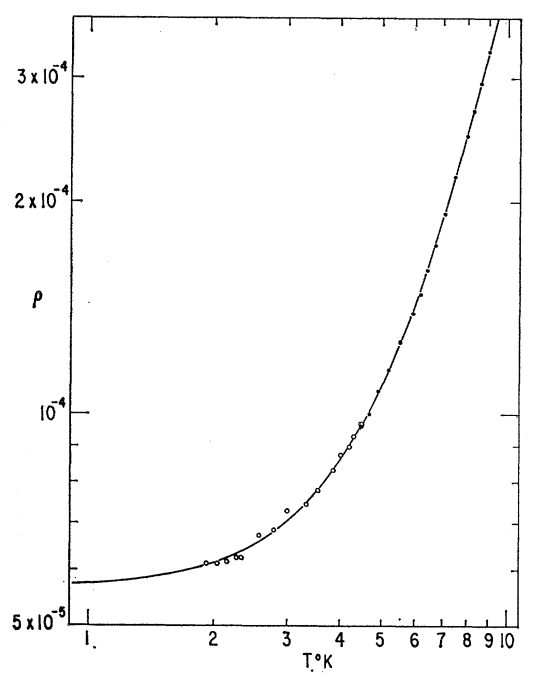 3 x 10⁻⁴
2 x 10⁻⁴
ρ
10⁻⁴
5 x 10⁻⁵
1. 2 3 4 5 6 7 8 9 10
T.°K